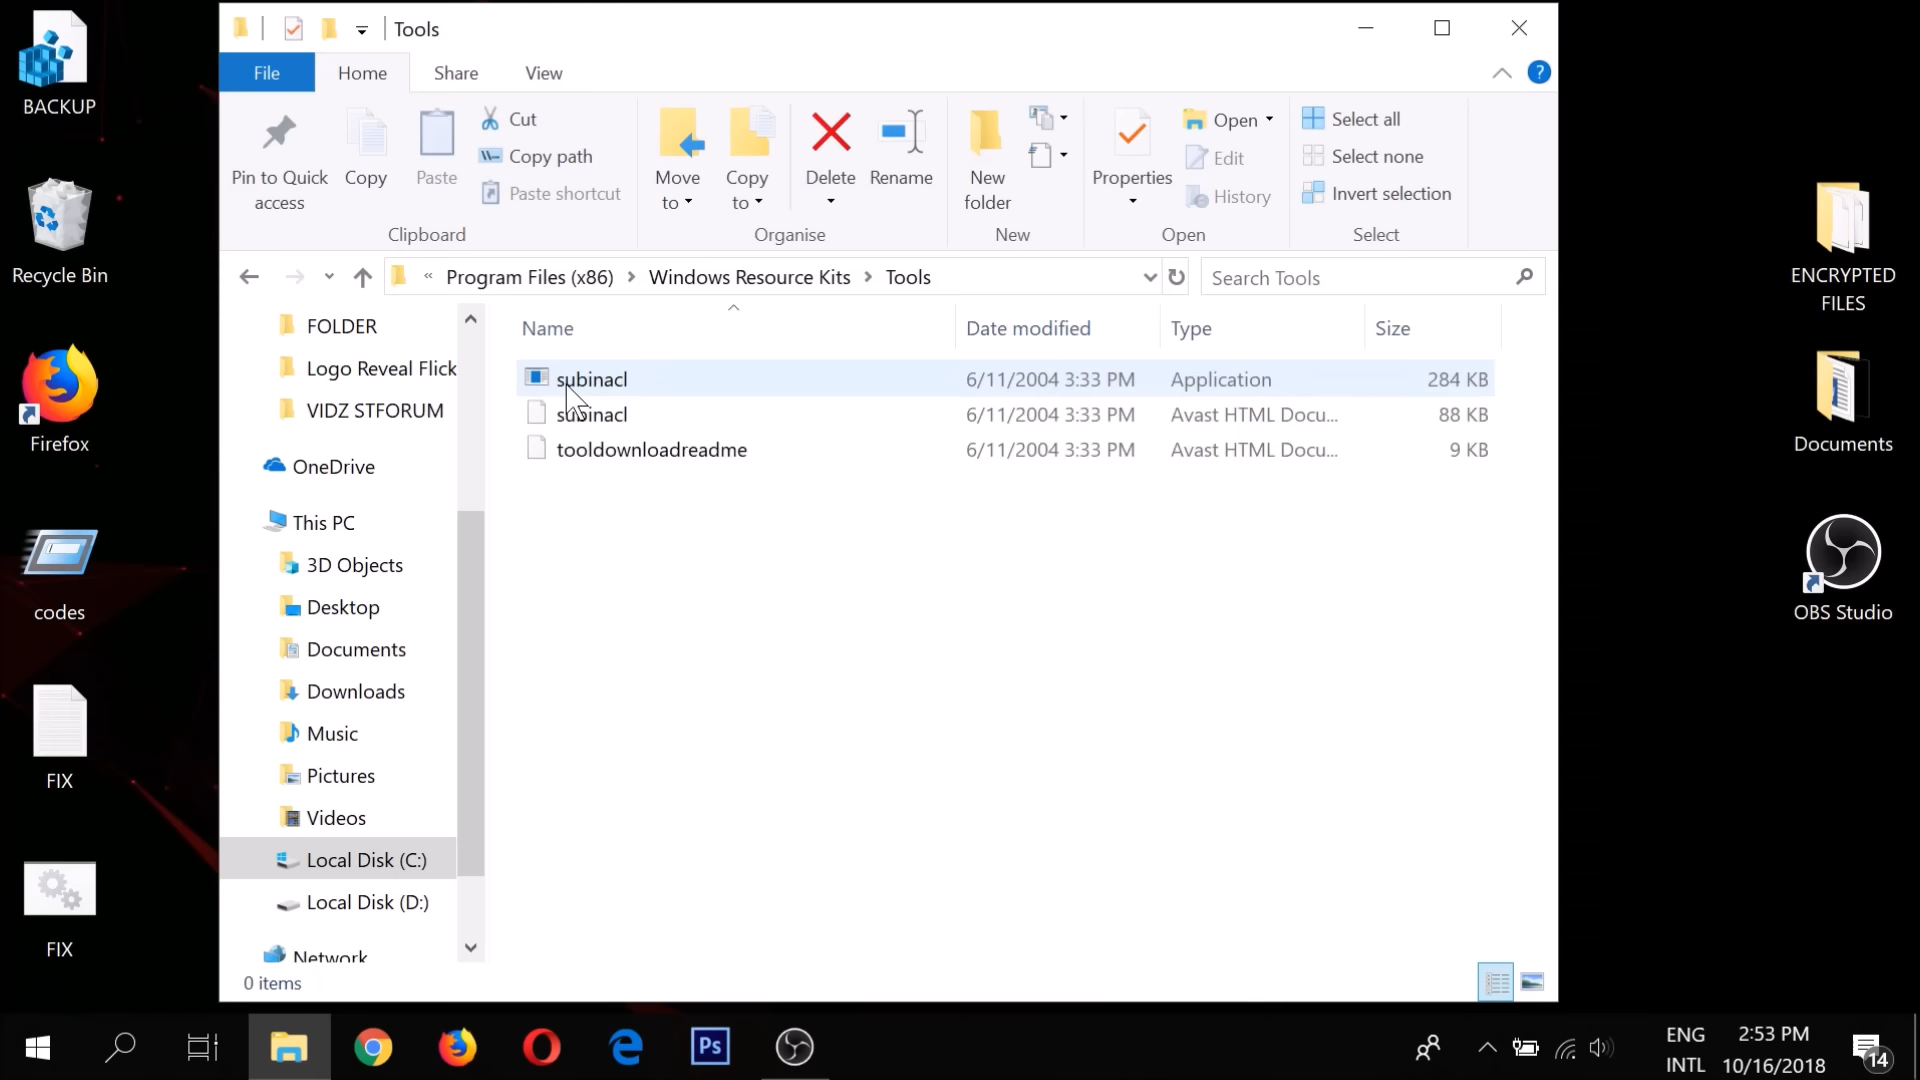 BACKUP
Recycle Bin
Firefox
codes
FIX
FIX
Tools
File
Home
Share
View
?
Pin to Quick
access
Copy
Paste
Cut
Copy path
Paste shortcut
Clipboard
Move
to
Copy
to
Delete
Rename
Organise
New
folder
New
Properties
Open
Edit
History
Open
Select all
Select none
Invert selection
Select
« Program Files (x86) > Windows Resource Kits > Tools
Search Tools
FOLDER
Logo Reveal Flick
VIDZ STFORUM
OneDrive
This PC
3D Objects
Desktop
Documents
Downloads
Music
Pictures
Videos
Local Disk (C:)
Local Disk (D:)
Network
Name Date modified Type Size
subinacl 6/11/2004 3:33 PM Application 284 KB
subinacl 6/11/2004 3:33 PM Avast HTML Docu... 88 KB
tooldownloadreadme 6/11/2004 3:33 PM Avast HTML Docu... 9 KB
0 items
ENCRYPTED
FILES
Documents
OBS Studio
Ps
ENG
INTL
2:53 PM
10/16/2018
14